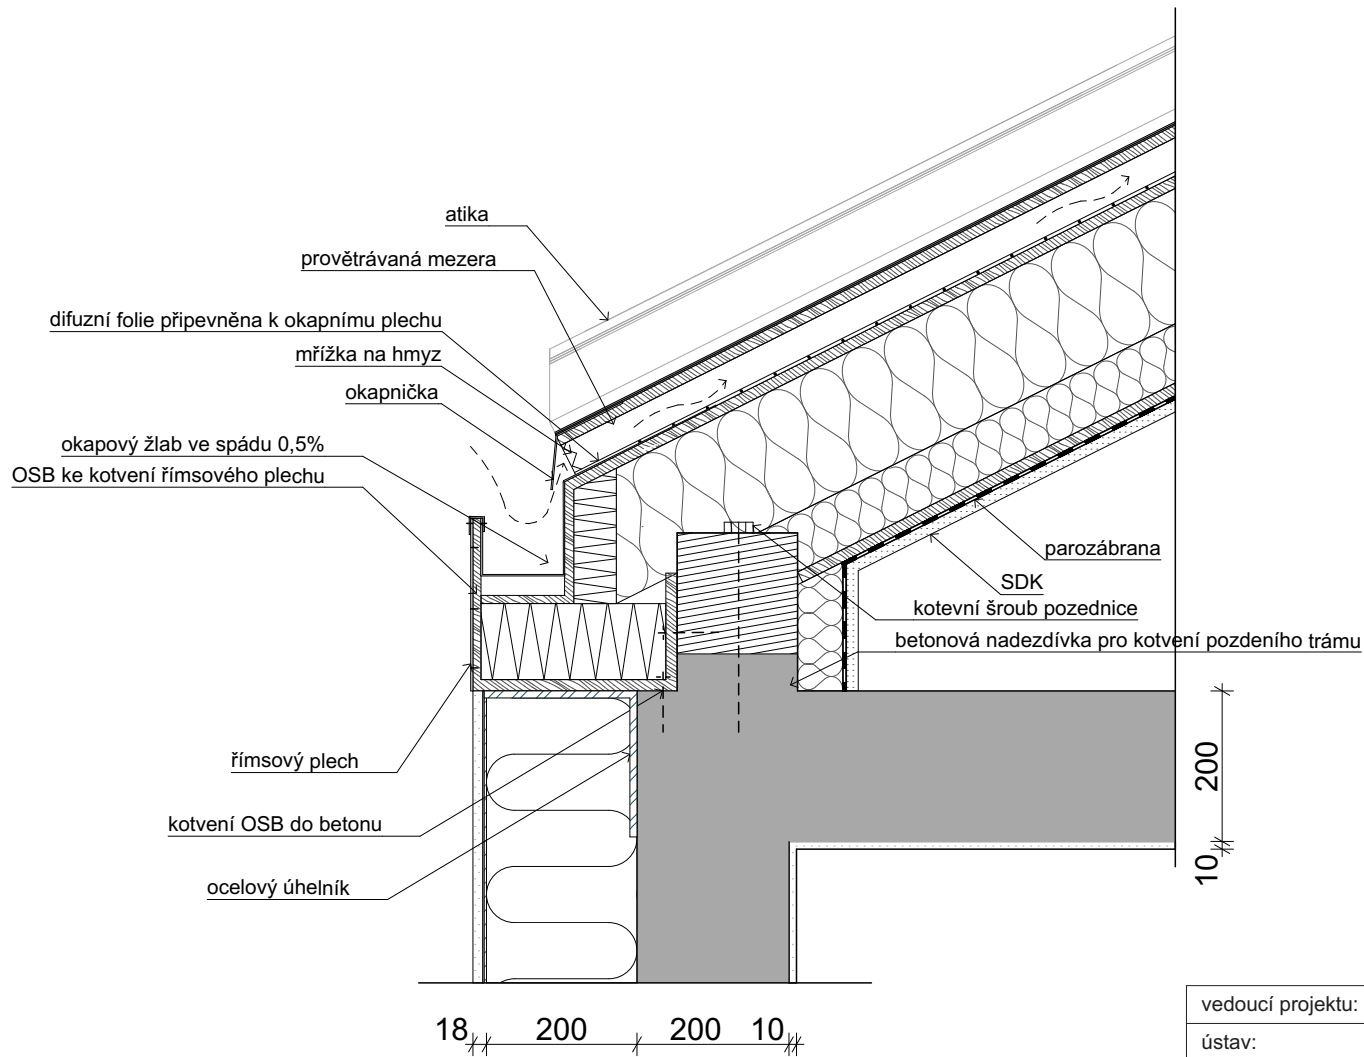 atika
provětrávaná mezera
difuzní folie připevněna k okapnímu plechu
mřížka na hmyz
okapnička
okapový žlab ve spádu 0,5%
OSB ke kotvení římsového plechu
parozábrana
SDK
kotevní šroub pozednice
betonová nadezdívka pro kotvení pozdeního trámu
římsový plech
kotvení OSB do betonu
ocelový úhelník
200
10
18 200 200 10
vedoucí projektu:
ústav: